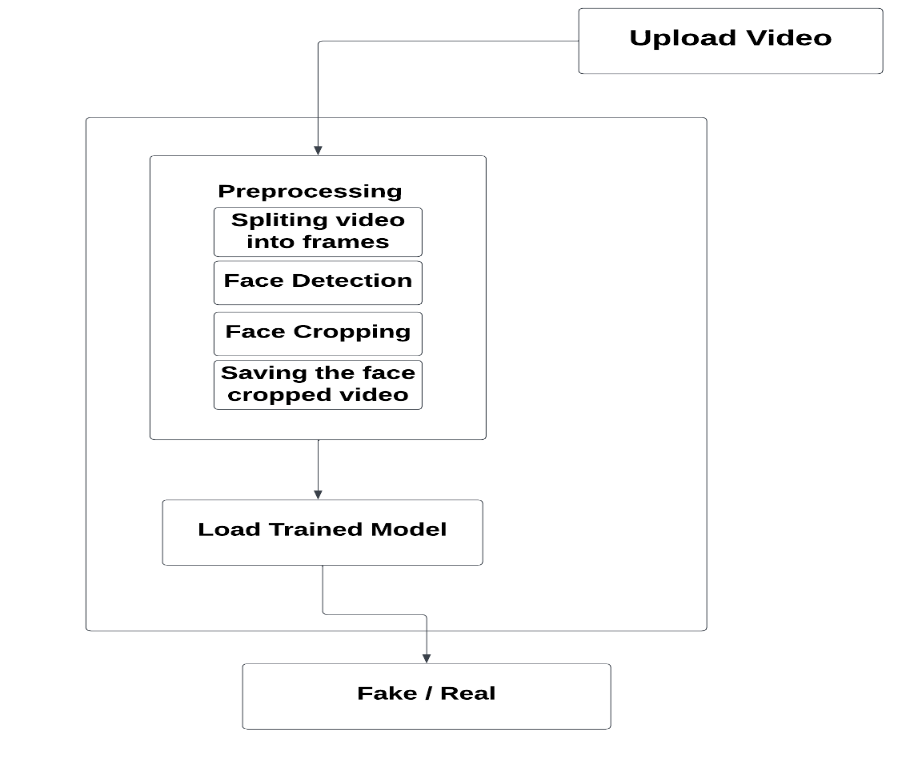 Upload Video
Preprocessing
Spliting video
into frames
Face Detection
Face Cropping
Saving the face
cropped video
Load Trained Model
Fake / Real